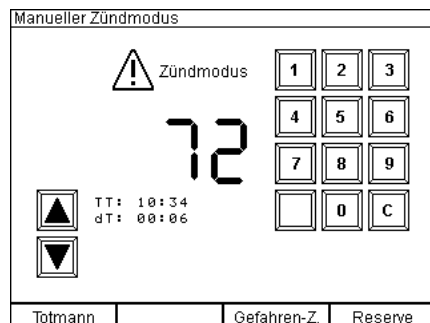 Manueller Zündmodus
Zündmodus
1 2 3
4 5 6
72
7 8 9
TT: 10:34
dT: 00:06
0 C
Totmann Gefahren-Z. Reserve